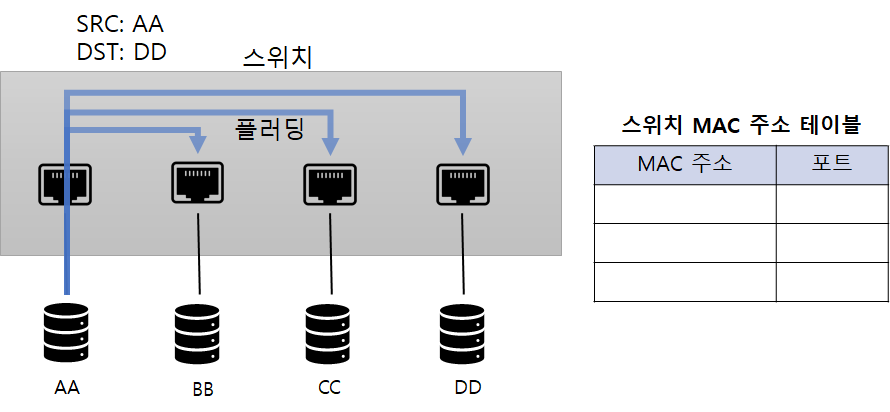 SRC: AA
DST: DD
스위치
플러딩
스위치 MAC 주소 테이블
MAC 주소 포트
AA BB CC DD